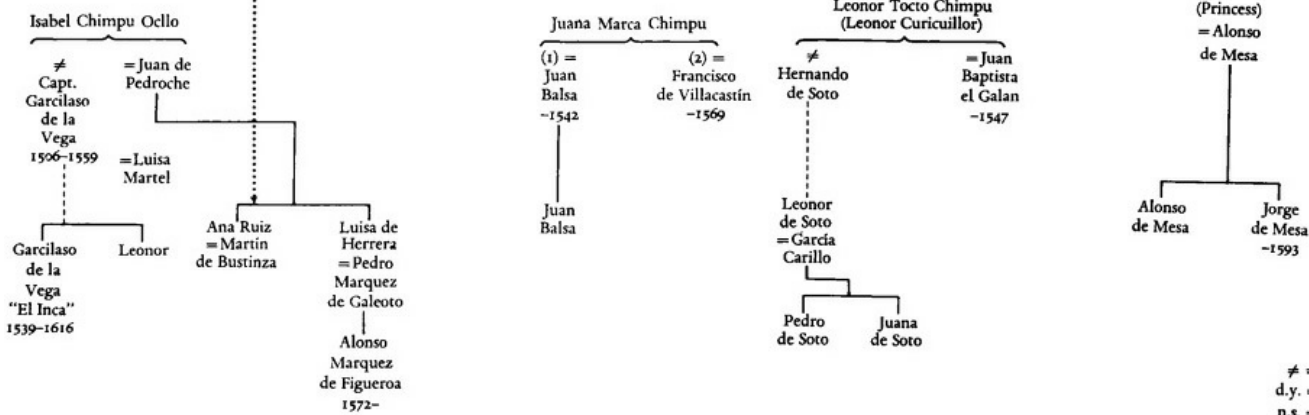 Isabel Chimpu Ocllo
≠
Capt.
Garcilaso
de la
Vega
1506–1559
=Juan de
Pedroche
=Luisa
Martel
Garcilaso
de la
Vega
"El Inca"
1539–1616
Leonor
Ana Ruiz
=Martín
de Bustinza
Luisa de
Herrera
=Pedro
Marquez
de Galeoto
Alonso
Marquez
de Figueroa
1572–
Juana Marca Chimpu
(1) =
Juan
Balsa
–1542
(2) =
Francisco
de Villacastín
–1569
Juan
Balsa
Leonor Tocto Chimpu
(Leonor Curicuillor)
≠
Hernando
de Soto
=Juan
Baptista
el Galan
–1547
Leonor
de Soto
=García
Carillo
Pedro
de Soto
Juana
de Soto
(Princess)
=Alonso
de Mesa
Alonso
de Mesa
Jorge
de Mesa
–1593
≠ =
d.y.
n.s.